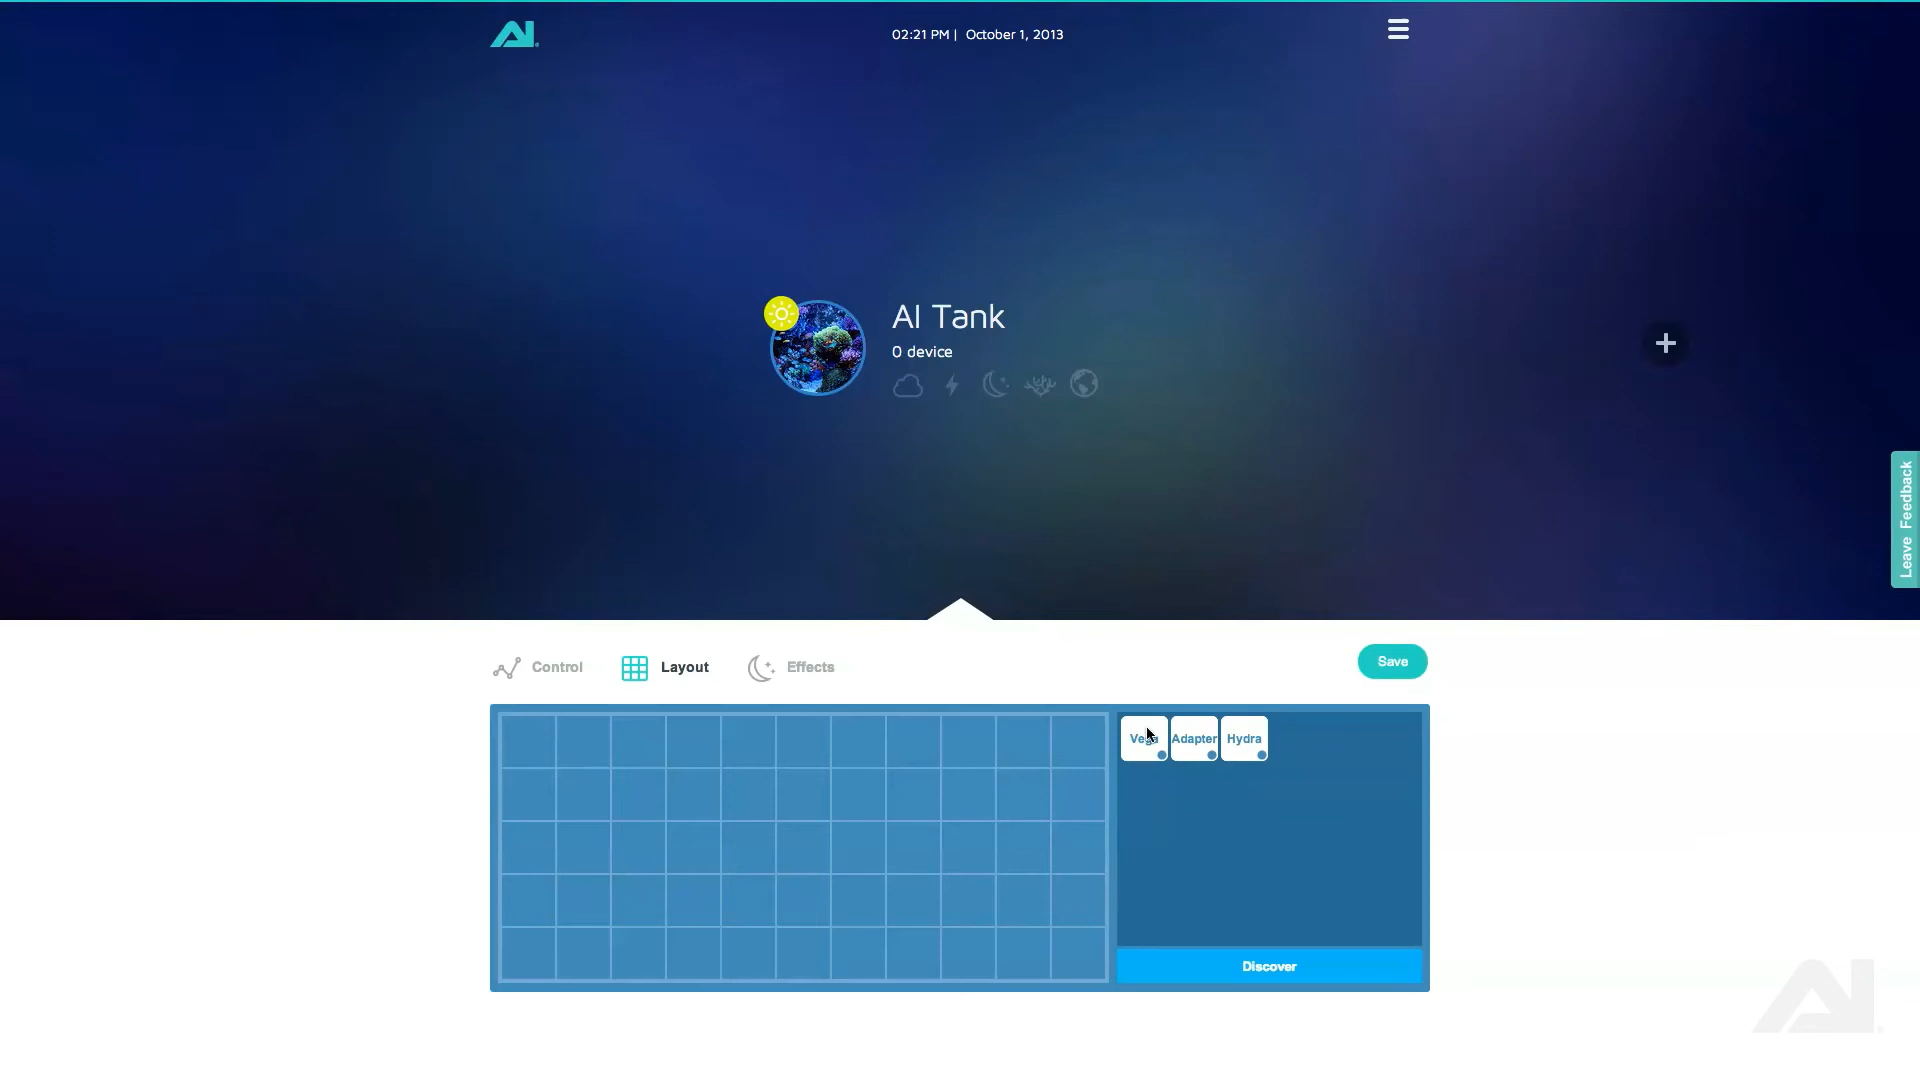 AI
02:21 PM | October 1, 2013
AI Tank
0 device
Leave Feedback
Control
Layout
Effects
Save
Vega
Adapter
Hydra
Discover
AI